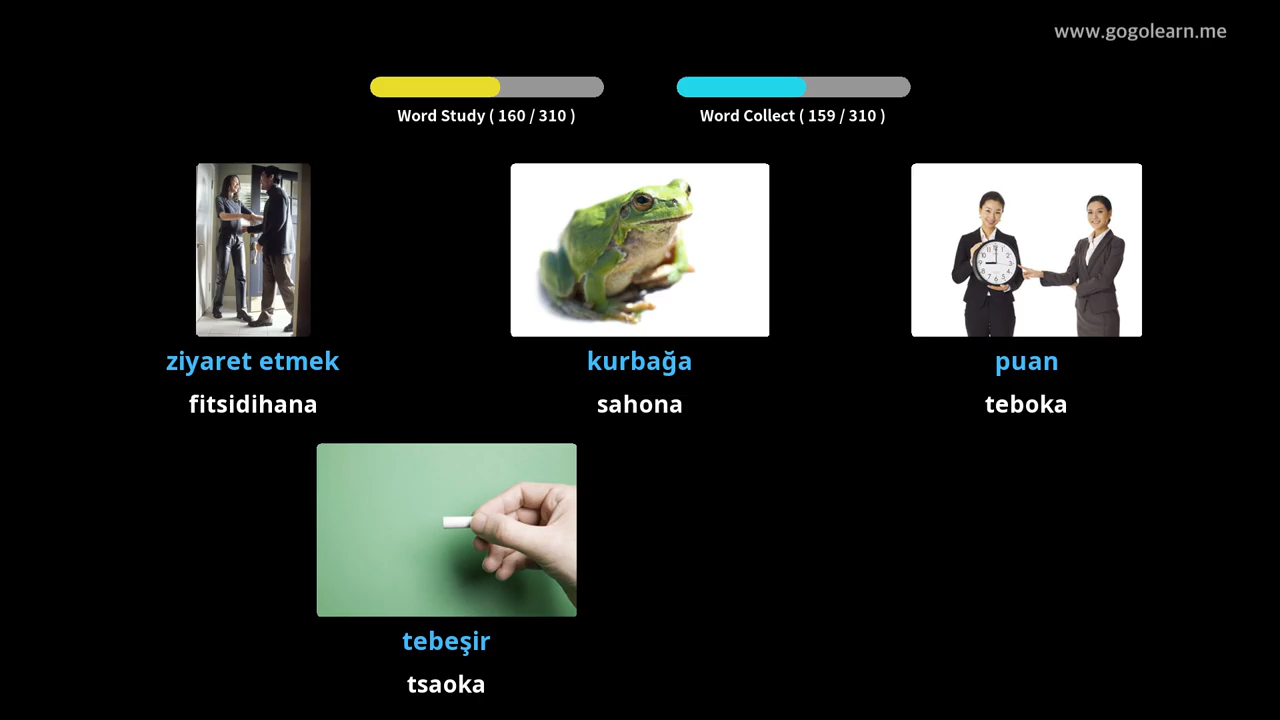 www.gogolearn.me
Word Study ( 160 / 310 )
Word Collect ( 159 / 310 )
ziyaret etmek
fitsidihana
kurbağa
sahona
puan
teboka
tebeşir
tsaoka